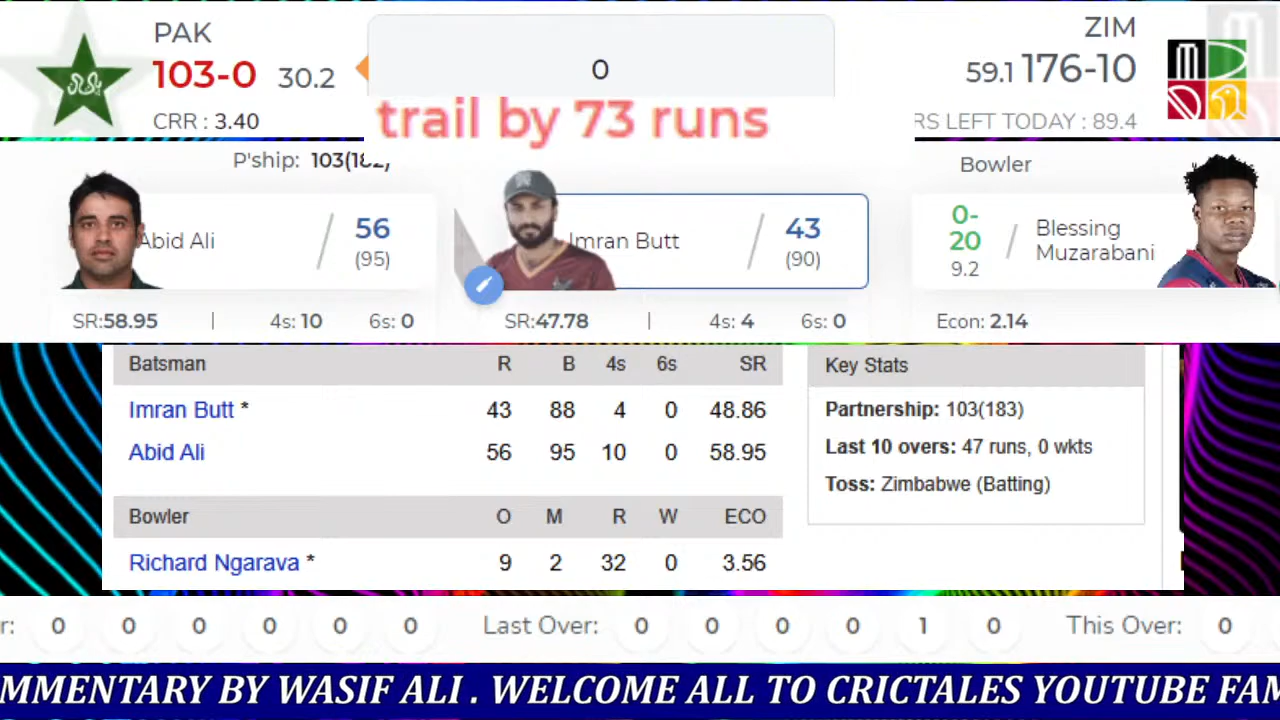 PAK
103-0 30.2
CRR : 3.40
0
trail by 73 runs
ZIM
59.1 176-10
RS LEFT TODAY : 89.4
P'ship: 103(182)
Abid Ali
56
(95)
SR:58.95 | 4s: 10 6s: 0
Imran Butt
43
(90)
SR:47.78 | 4s: 4 6s: 0
Bowler
0-
20
9.2
Blessing
Muzarabani
Econ: 2.14
Batsman R B 4s 6s SR
Imran Butt * 43 88 4 0 48.86
Abid Ali 56 95 10 0 58.95
Bowler O M R W ECO
Richard Ngarava * 9 2 32 0 3.56
Key Stats
Partnership: 103(183)
Last 10 overs: 47 runs, 0 wkts
Toss: Zimbabwe (Batting)
r: 0 0 0 0 0 0 Last Over: 0 0 0 0 1 0 This Over: 0
MMENTARY BY WASIF ALI . WELCOME ALL TO CRICTALES YOUTUBE FAM